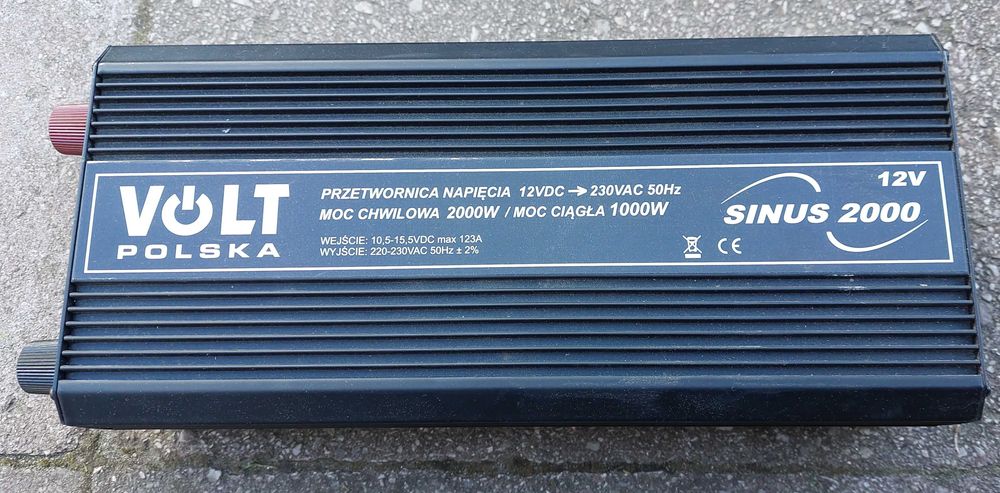 VOLT
POLSKA
PRZETWORNICA NAPIĘCIA 12VDC → 230VAC 50Hz
MOC CHWILOWA 2000W / MOC CIĄGŁA 1000W
WEJŚCIE: 10,5-15,5VDC max 123A
WYJŚCIE: 220-230VAC 50Hz ± 2%
CE
12V
SINUS 2000